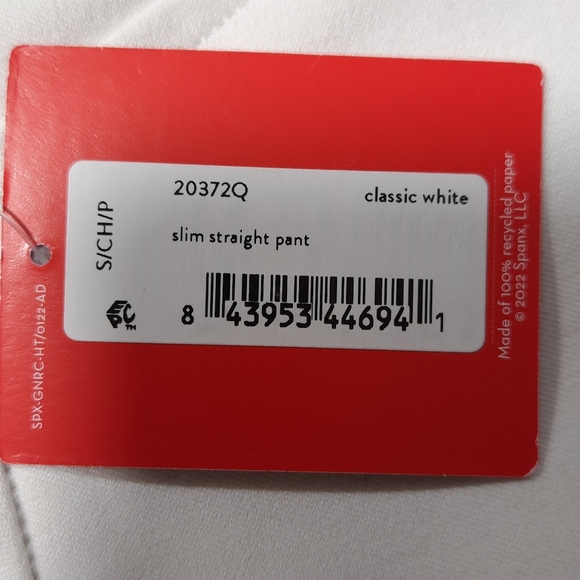 20372Q
classic white
S/CH/P
slim straight pant
8 43953 44694 1
EPC™
SPX-GNRC-HT/0122-AD
Made of 100% recycled paper
© 2022 Spanx, LLC